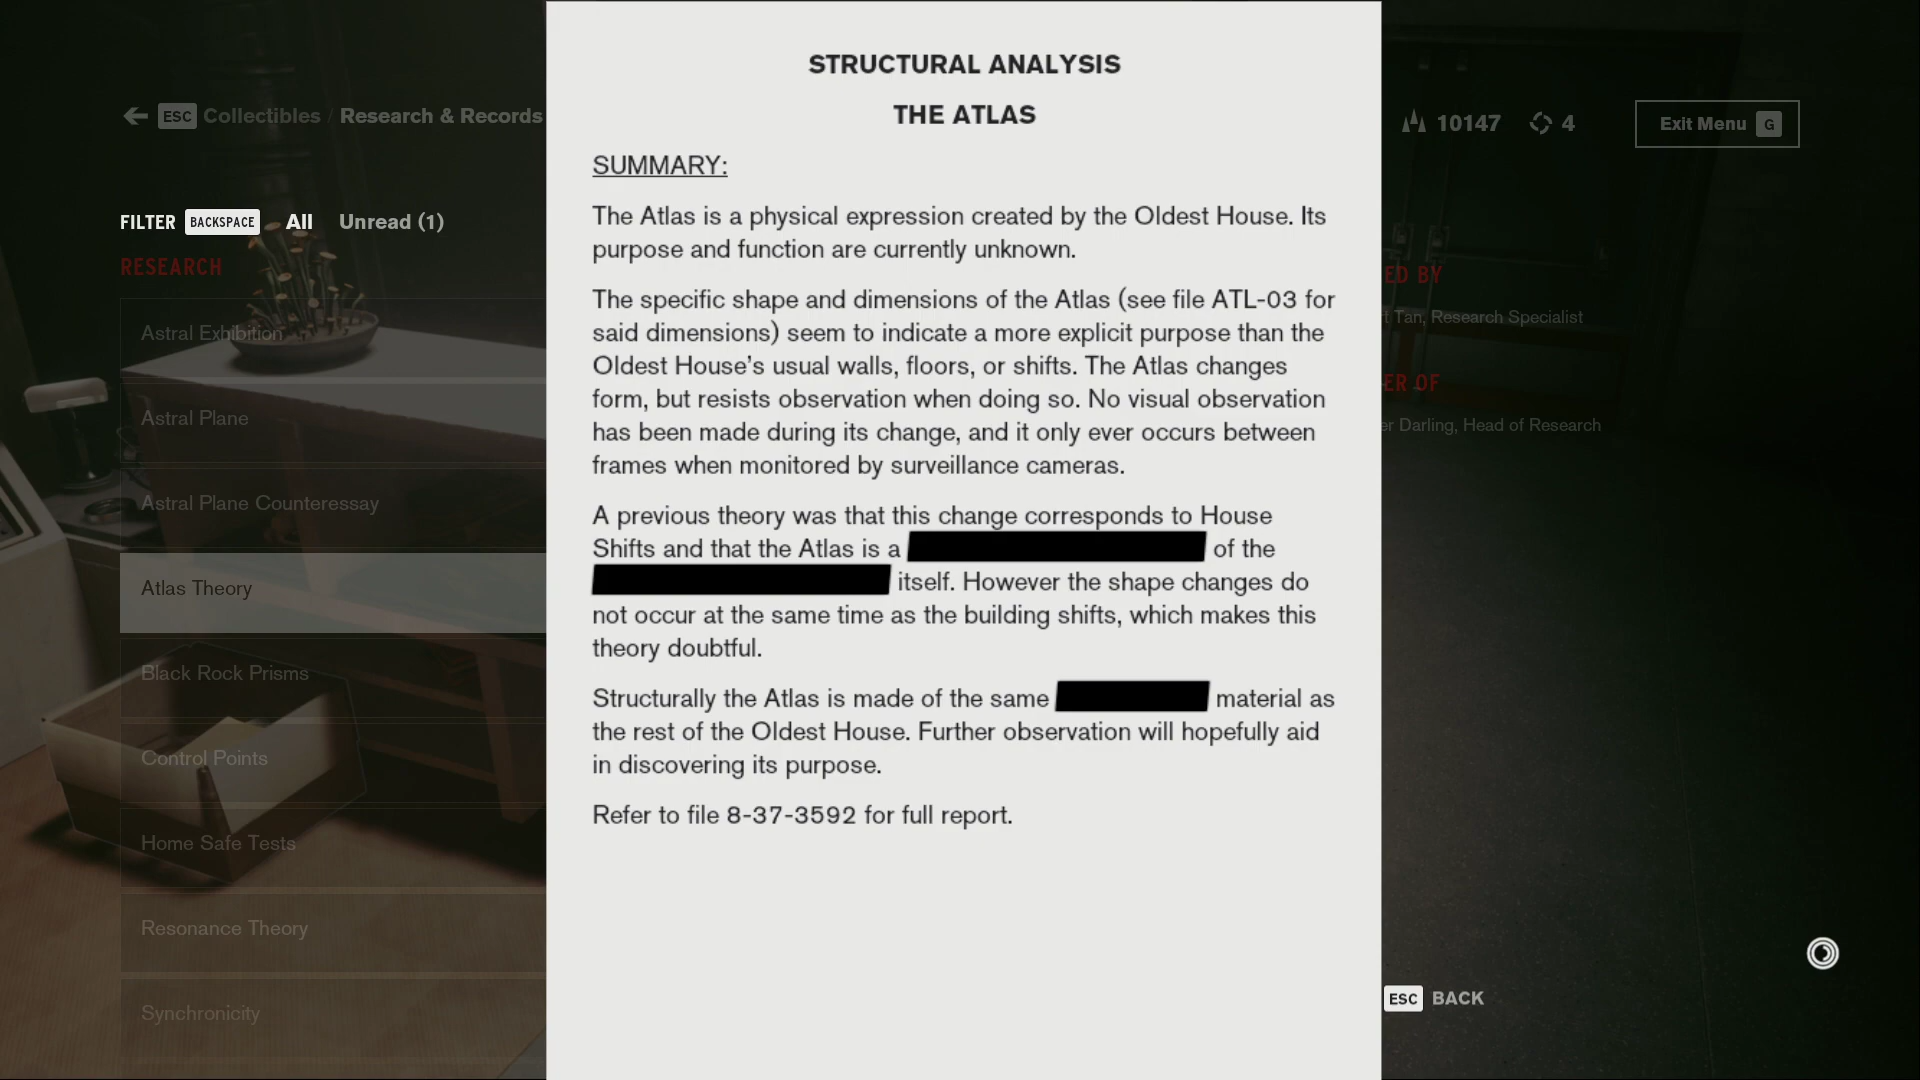 STRUCTURAL ANALYSIS
THE ATLAS
SUMMARY:
The Atlas is a physical expression created by the Oldest House. Its
purpose and function are currently unknown.
The specific shape and dimensions of the Atlas (see file ATL-03 for
said dimensions) seem to indicate a more explicit purpose than the
Oldest House's usual walls, floors, or shifts. The Atlas changes
form, but resists observation when doing so. No visual observation
has been made during its change, and it only ever occurs between
frames when monitored by surveillance cameras.
A previous theory was that this change corresponds to House
Shifts and that the Atlas is a of the
itself. However the shape changes do
not occur at the same time as the building shifts, which makes this
theory doubtful.
Structurally the Atlas is made of the same material as
the rest of the Oldest House. Further observation will hopefully aid
in discovering its purpose.
Refer to file 8-37-3592 for full report.
ESC Collectibles / Research & Records
FILTER BACKSPACE All Unread (1)
RESEARCH
Astral Exhibition
Astral Plane
Astral Plane Counteressay
Atlas Theory
Black Rock Prisms
Control Points
Home Safe Tests
Resonance Theory
Synchronicity
10147 4
Exit Menu G
ED BY
t Tan, Research Specialist
ER OF
er Darling, Head of Research
ESC BACK